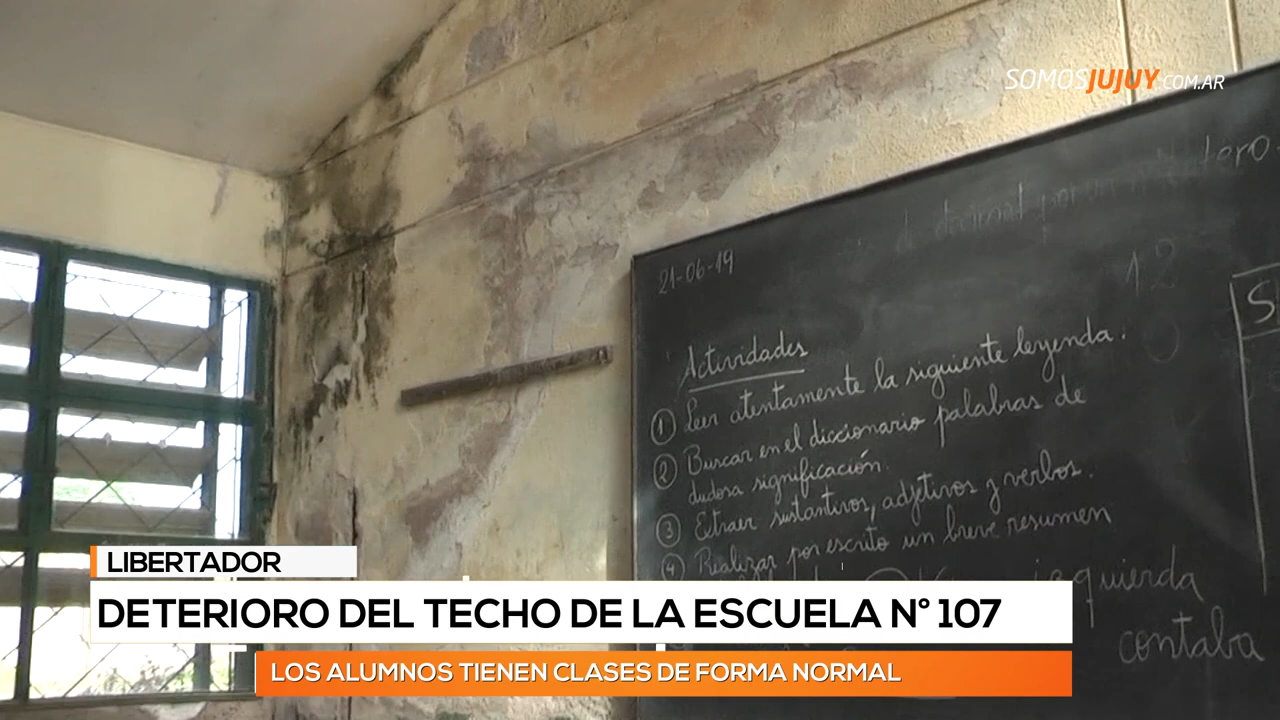 SOMOSJUJUY.COM.AR
21-06-19
12
Actividades
① Leer atentamente la siguiente leyenda.
② Buscar en el diccionario palabras de
dudosa significación.
③ Extraer sustantivos, adjetivos y verbos.
④ Realizar por escrito un breve resumen
izquierda
contaba
LIBERTADOR
DETERIORO DEL TECHO DE LA ESCUELA N° 107
LOS ALUMNOS TIENEN CLASES DE FORMA NORMAL